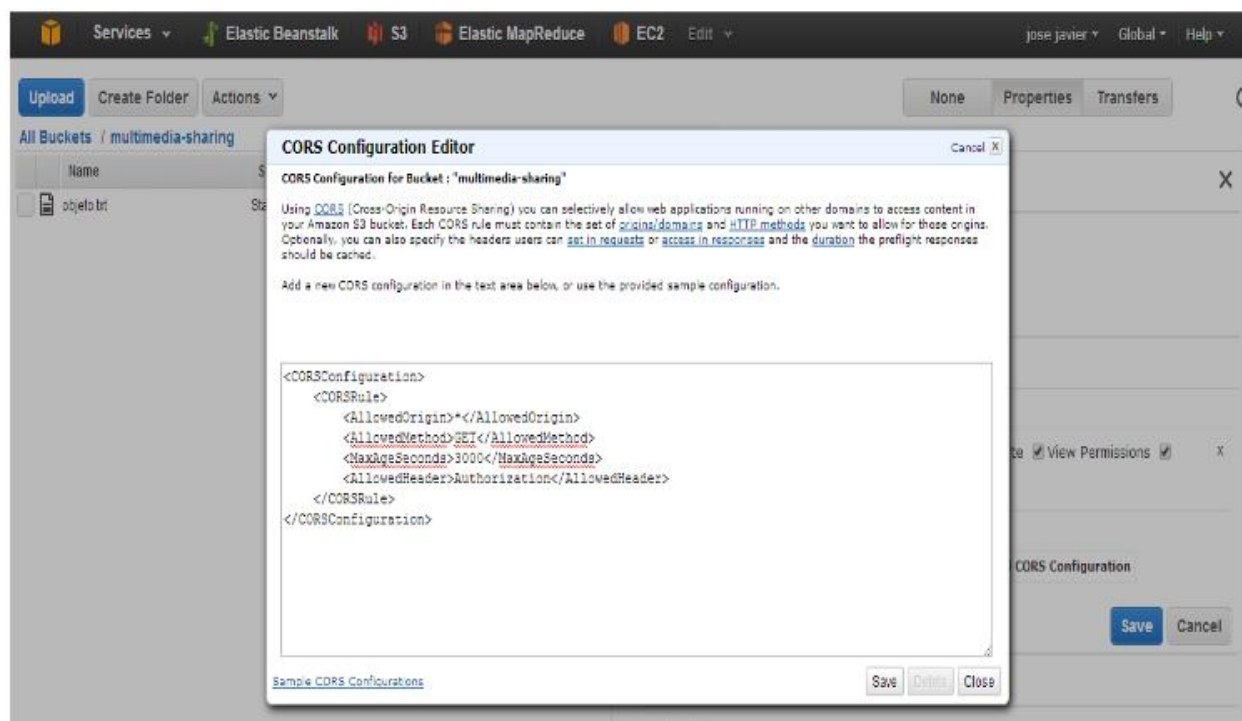 Services Elastic Beanstalk S3 Elastic MapReduce EC2 Edit jose javier Global Help
Upload Create Folder Actions None Properties Transfers
All Buckets / multimedia-sharing
Name
objeto.txt Sta
CORS Configuration Editor Cancel X
CORS Configuration for Bucket : "multimedia-sharing"
Using CORS (Cross-Origin Resource Sharing) you can selectively allow web applications running on other domains to access content in
your Amazon S3 bucket. Each CORS rule must contain the set of origins/domains and HTTP methods you want to allow for those origins.
Optionally, you can also specify the headers users can set in requests or access in responses and the duration the preflight responses
should be cached.
Add a new CORS configuration in the text area below, or use the provided sample configuration.
<CORSConfiguration>
<CORSRule>
<AllowedOrigin>*</AllowedOrigin>
<AllowedMethod>GET</AllowedMethod>
<MaxAgeSeconds>3000</MaxAgeSeconds>
<AllowedHeader>Authorization</AllowedHeader>
</CORSRule>
</CORSConfiguration>
te View Permissions x
CORS Configuration
Save Cancel
Sample CORS Configurations Save Delete Close